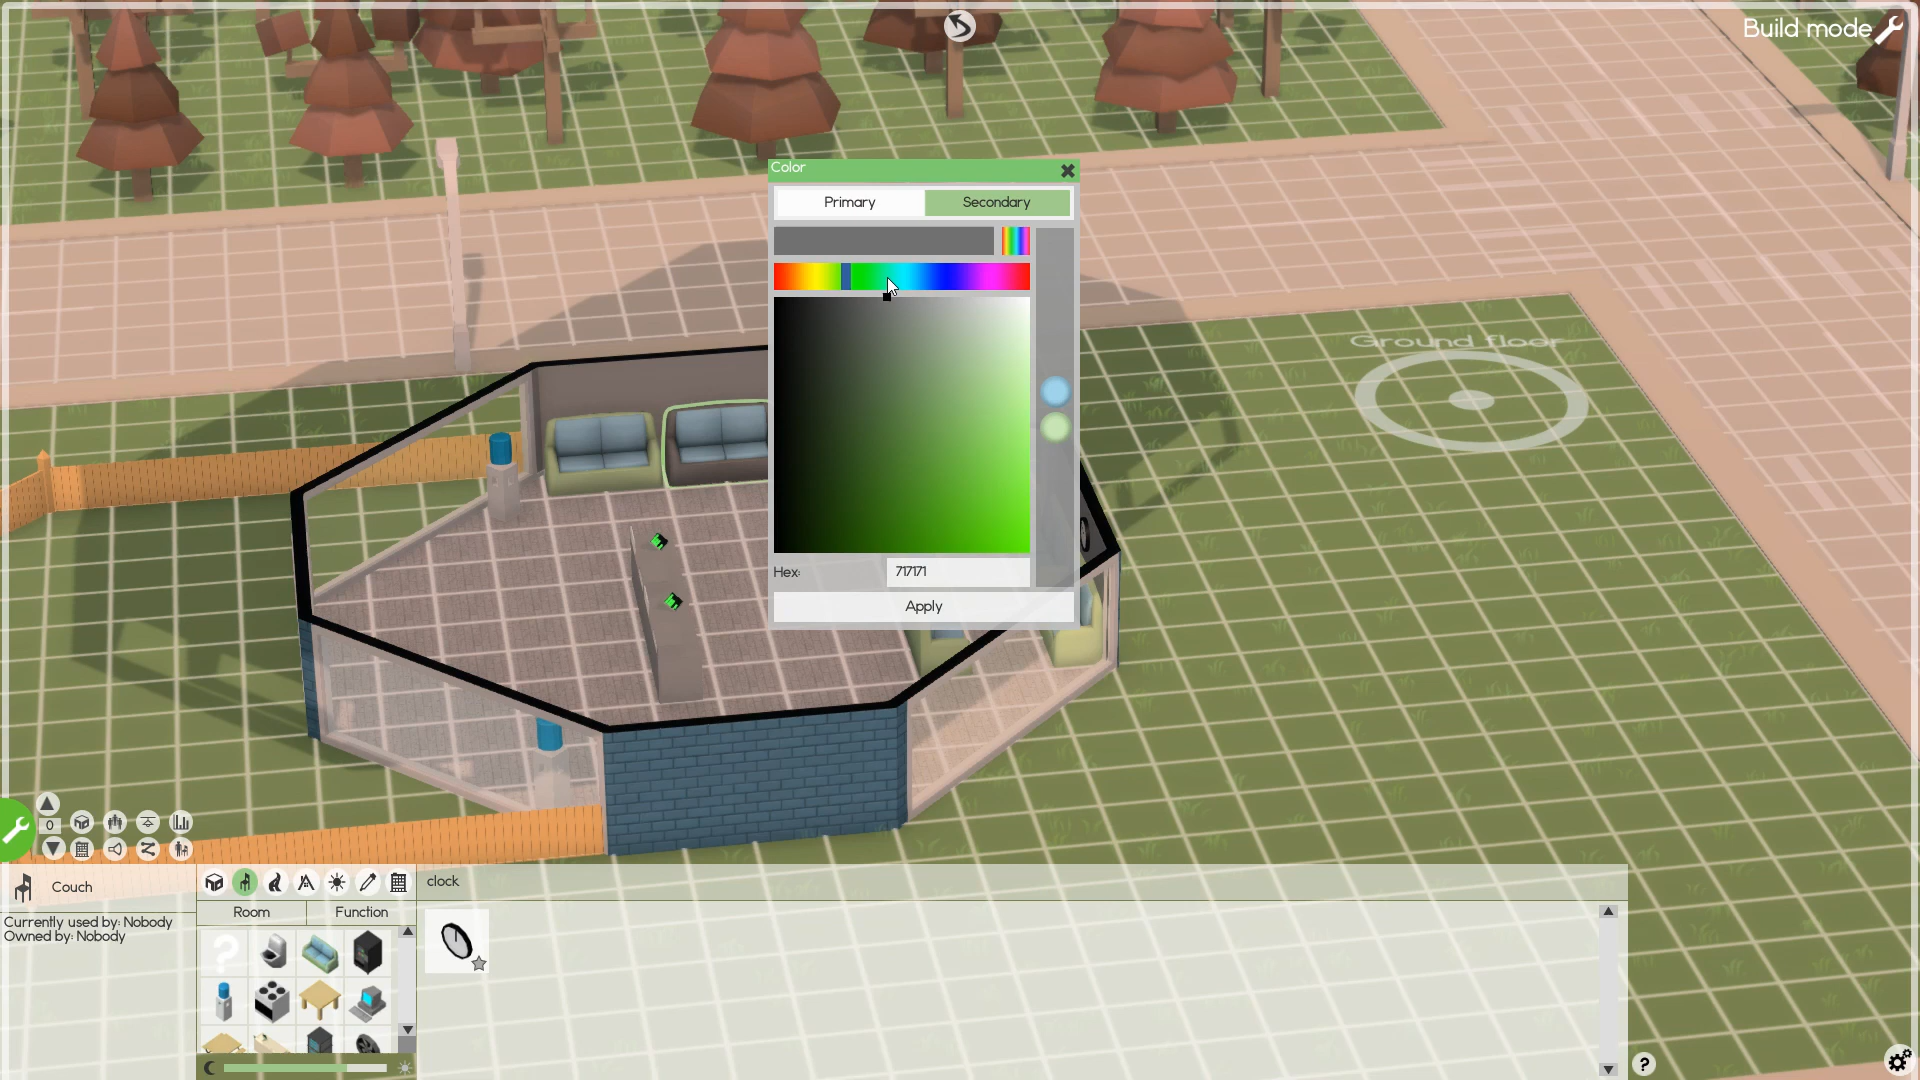 Build mode
Color
Primary
Secondary
Ground floor
Hex:
717171
Apply
0
Couch
clock
Room
Function
Currently used by: Nobody
Owned by: Nobody
?
?